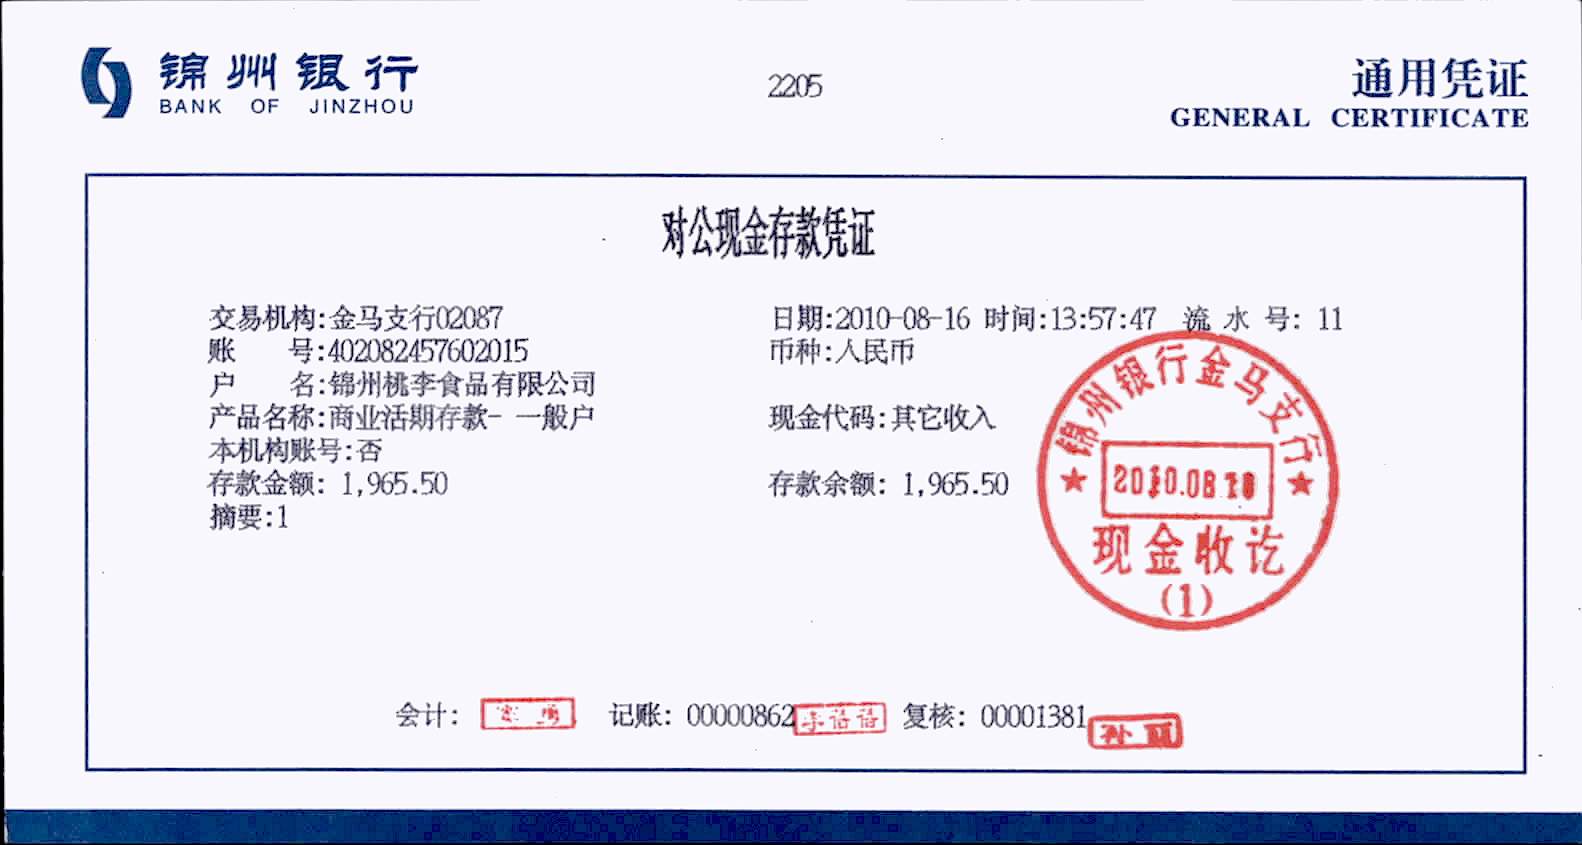 锦州银行
BANK OF JINZHOU
2205
通用凭证
GENERAL CERTIFICATE
对公现金存款凭证
交易机构:金马支行02087 日期:2010-08-16 时间:13:57:47 流水号: 11
账 号:402082457602015 币种:人民币
户 名:锦州桃李食品有限公司
产品名称:商业活期存款- 一般户 现金代码:其它收入
本机构账号:否
存款金额: 1,965.50 存款余额: 1,965.50
摘要:1
锦州银行金马支行
★ 2010.08.16 ★
现金收讫
(1)
会计: 记账: 00000862 复核: 00001381